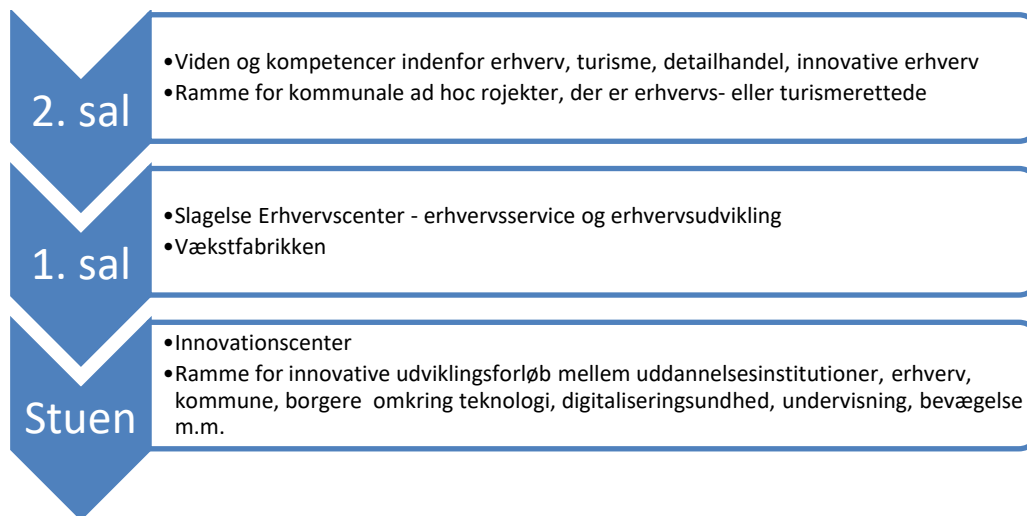 2. sal
•Viden og kompetencer indenfor erhverv, turisme, detailhandel, innovative erhverv
•Ramme for kommunale ad hoc rojekter, der er erhvervs- eller turismerettede
1. sal
•Slagelse Erhvervscenter - erhvervsservice og erhvervsudvikling
•Vækstfabrikken
Stuen
•Innovationscenter
•Ramme for innovative udviklingsforløb mellem uddannelsesinstitutioner, erhverv,
kommune, borgere omkring teknologi, digitaliseringsundhed, undervisning, bevægelse
m.m.